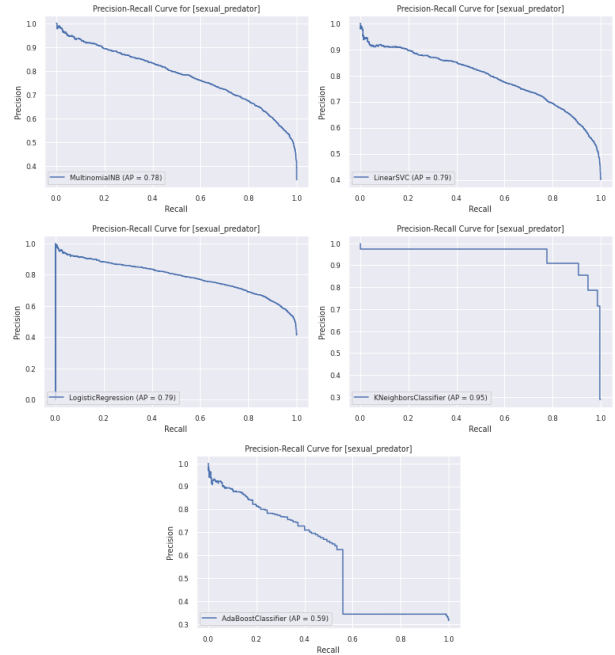 Precision-Recall Curve for [sexual_predator]
Precision
1.0
0.9
0.8
0.7
0.6
0.5
0.4
MultinomialNB (AP = 0.78)
0.0 0.2 0.4 0.6 0.8 1.0
Recall
Precision-Recall Curve for [sexual_predator]
Precision
1.0
0.9
0.8
0.7
0.6
0.5
0.4
LinearSVC (AP = 0.79)
0.0 0.2 0.4 0.6 0.8 1.0
Recall
Precision-Recall Curve for [sexual_predator]
Precision
1.0
0.8
0.6
0.4
0.2
0.0
LogisticRegression (AP = 0.79)
0.0 0.2 0.4 0.6 0.8 1.0
Recall
Precision-Recall Curve for [sexual_predator]
Precision
1.0
0.9
0.8
0.7
0.6
0.5
0.4
0.3
KNeighborsClassifier (AP = 0.95)
0.0 0.2 0.4 0.6 0.8 1.0
Recall
Precision-Recall Curve for [sexual_predator]
Precision
1.0
0.9
0.8
0.7
0.6
0.5
0.4
0.3
AdaBoostClassifier (AP = 0.59)
0.0 0.2 0.4 0.6 0.8 1.0
Recall